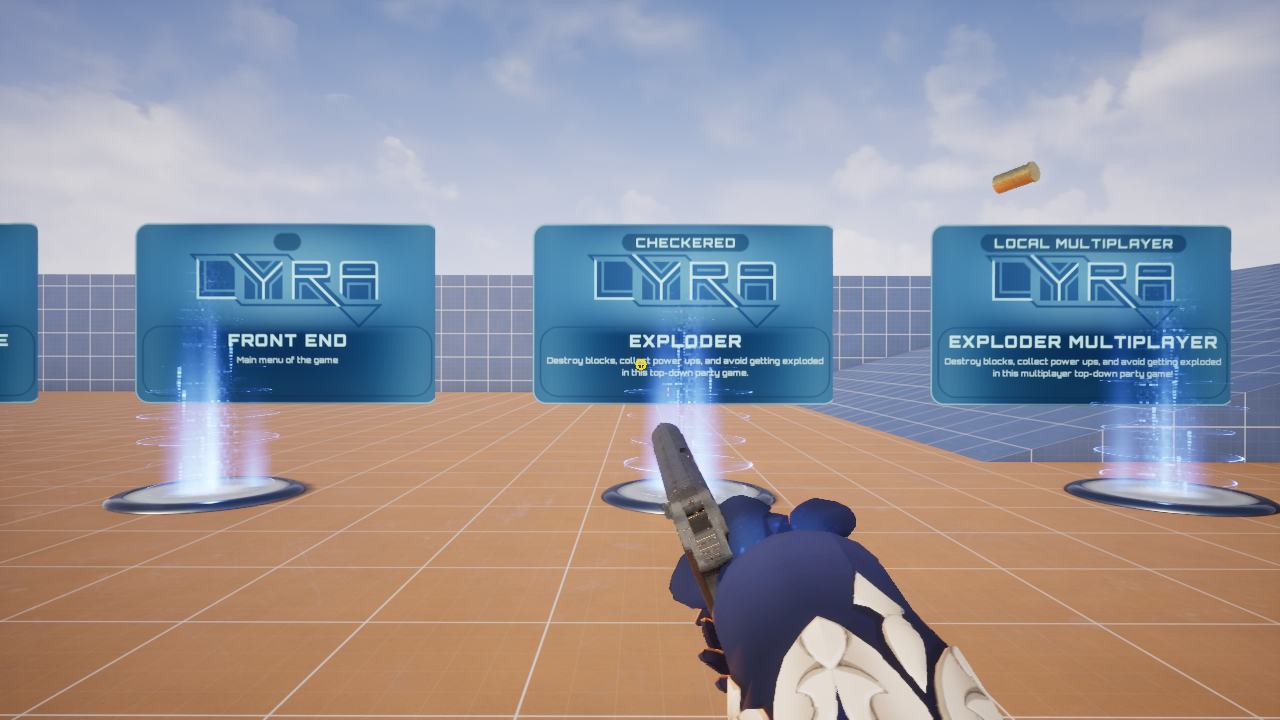 E
LYRA
FRONT END
Main menu of the game
CHECKERED
LYRA
EXPLODER
Destroy blocks, collect power ups, and avoid getting exploded
in this top-down party game.
LOCAL MULTIPLAYER
LYRA
EXPLODER MULTIPLAYER
Destroy blocks, collect power ups, and avoid getting exploded
in this multiplayer top-down party game!